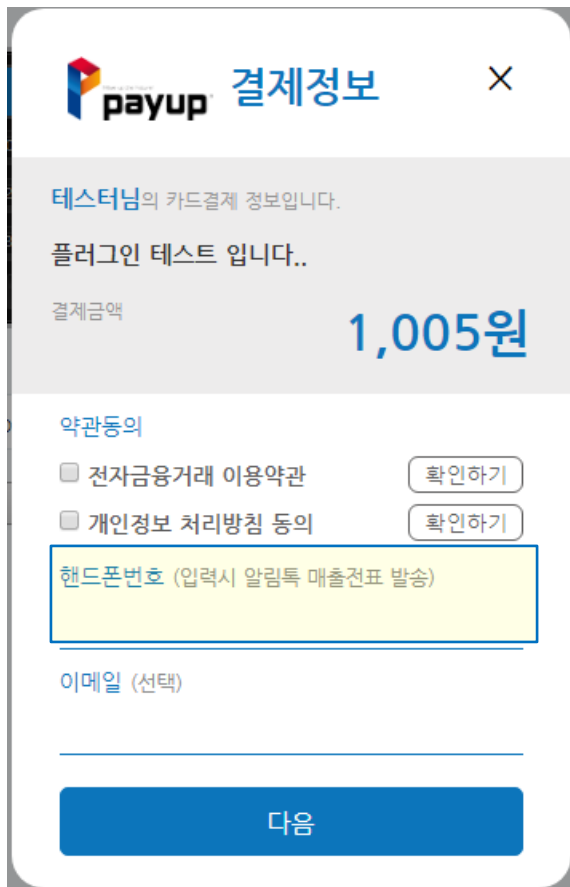 payup 결제정보 ×
테스터님의 카드결제 정보입니다.
플러그인 테스트 입니다..
결제금액
1,005원
약관동의
전자금융거래 이용약관 확인하기
개인정보 처리방침 동의 확인하기
핸드폰번호 (입력시 알림톡 매출전표 발송)
이메일 (선택)
다음